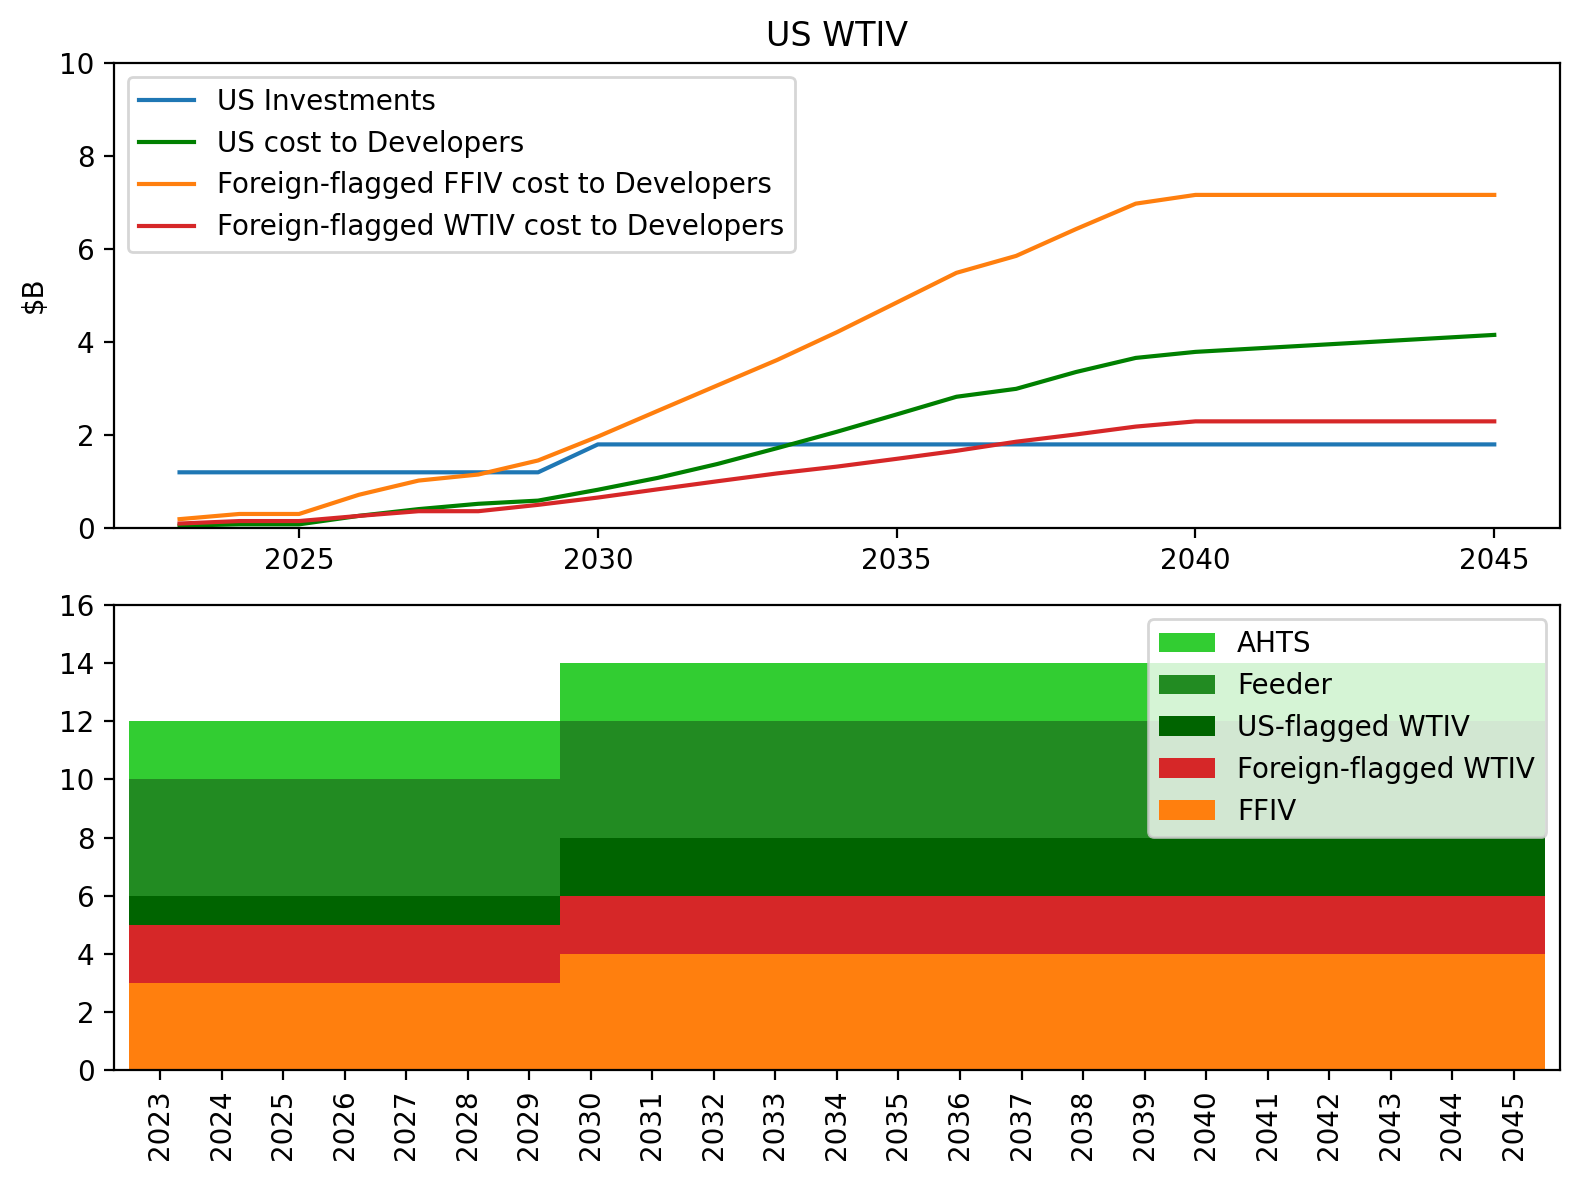 US WTIV
10
8
6
4
2
0
$B
US Investments
US cost to Developers
Foreign-flagged FFIV cost to Developers
Foreign-flagged WTIV cost to Developers
2025 2030 2035 2040 2045
16
14
12
10
8
6
4
2
0
AHTS
Feeder
US-flagged WTIV
Foreign-flagged WTIV
FFIV
2023 2024 2025 2026 2027 2028 2029 2030 2031 2032 2033 2034 2035 2036 2037 2038 2039 2040 2041 2042 2043 2044 2045